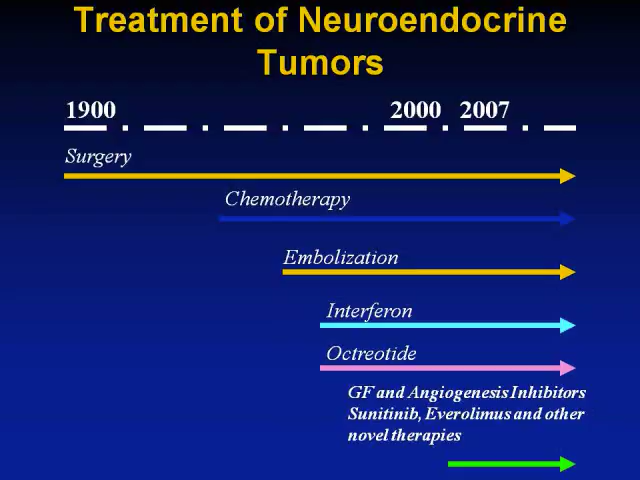 Treatment of Neuroendocrine
Tumors
1900 2000 2007
Surgery
Chemotherapy
Embolization
Interferon
Octreotide
GF and Angiogenesis Inhibitors
Sunitinib, Everolimus and other
novel therapies